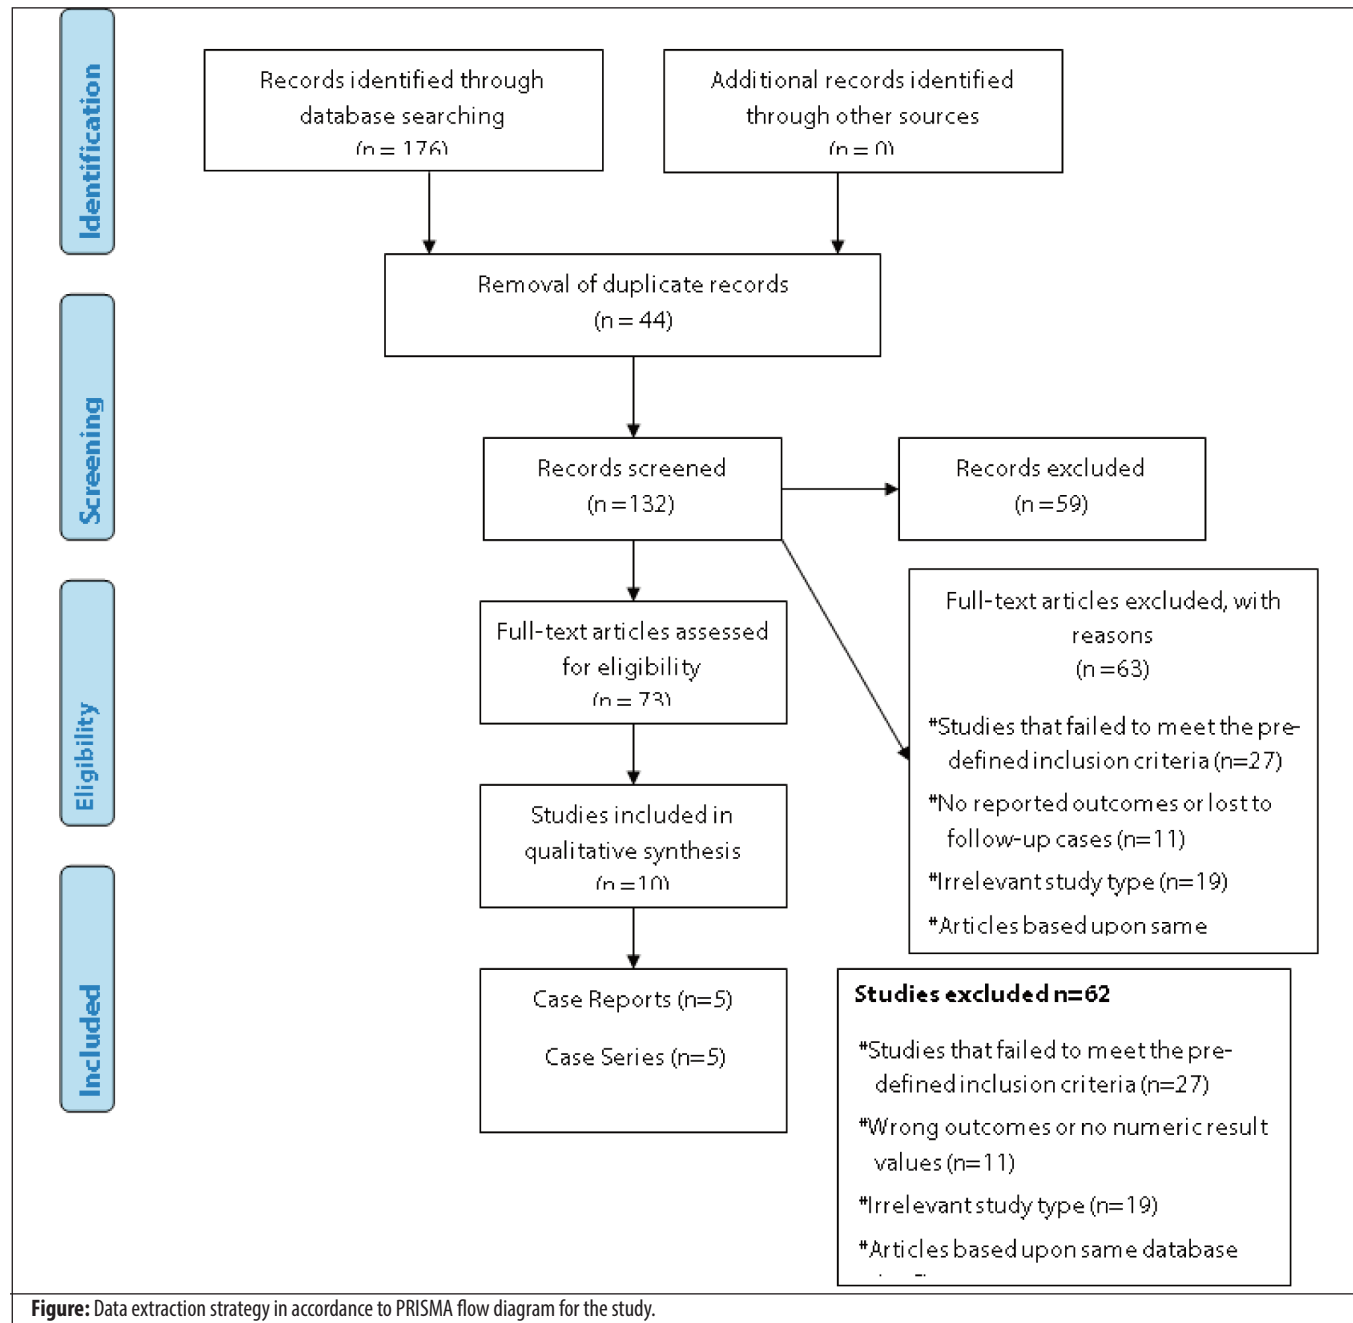 Identification
Records identified through
database searching
(n = 176)
Additional records identified
through other sources
(n = 0)
Removal of duplicate records
(n = 44)
Screening
Records screened
(n =132)
Records excluded
(n =59)
Eligibility
Full-text articles assessed
for eligibility
(n = 73)
Full-text articles excluded, with
reasons
(n =63)
#Studies that failed to meet the pre-
defined inclusion criteria (n=27)
#No reported outcomes or lost to
follow-up cases (n=11)
#Irrelevant study type (n=19)
#Articles based upon same
Studies included in
qualitative synthesis
(n =10)
Included
Case Reports (n=5)
Case Series (n=5)
Studies excluded n=62
#Studies that failed to meet the pre-
defined inclusion criteria (n=27)
#Wrong outcomes or no numeric result
values (n=11)
#Irrelevant study type (n=19)
#Articles based upon same database
Figure: Data extraction strategy in accordance to PRISMA flow diagram for the study.